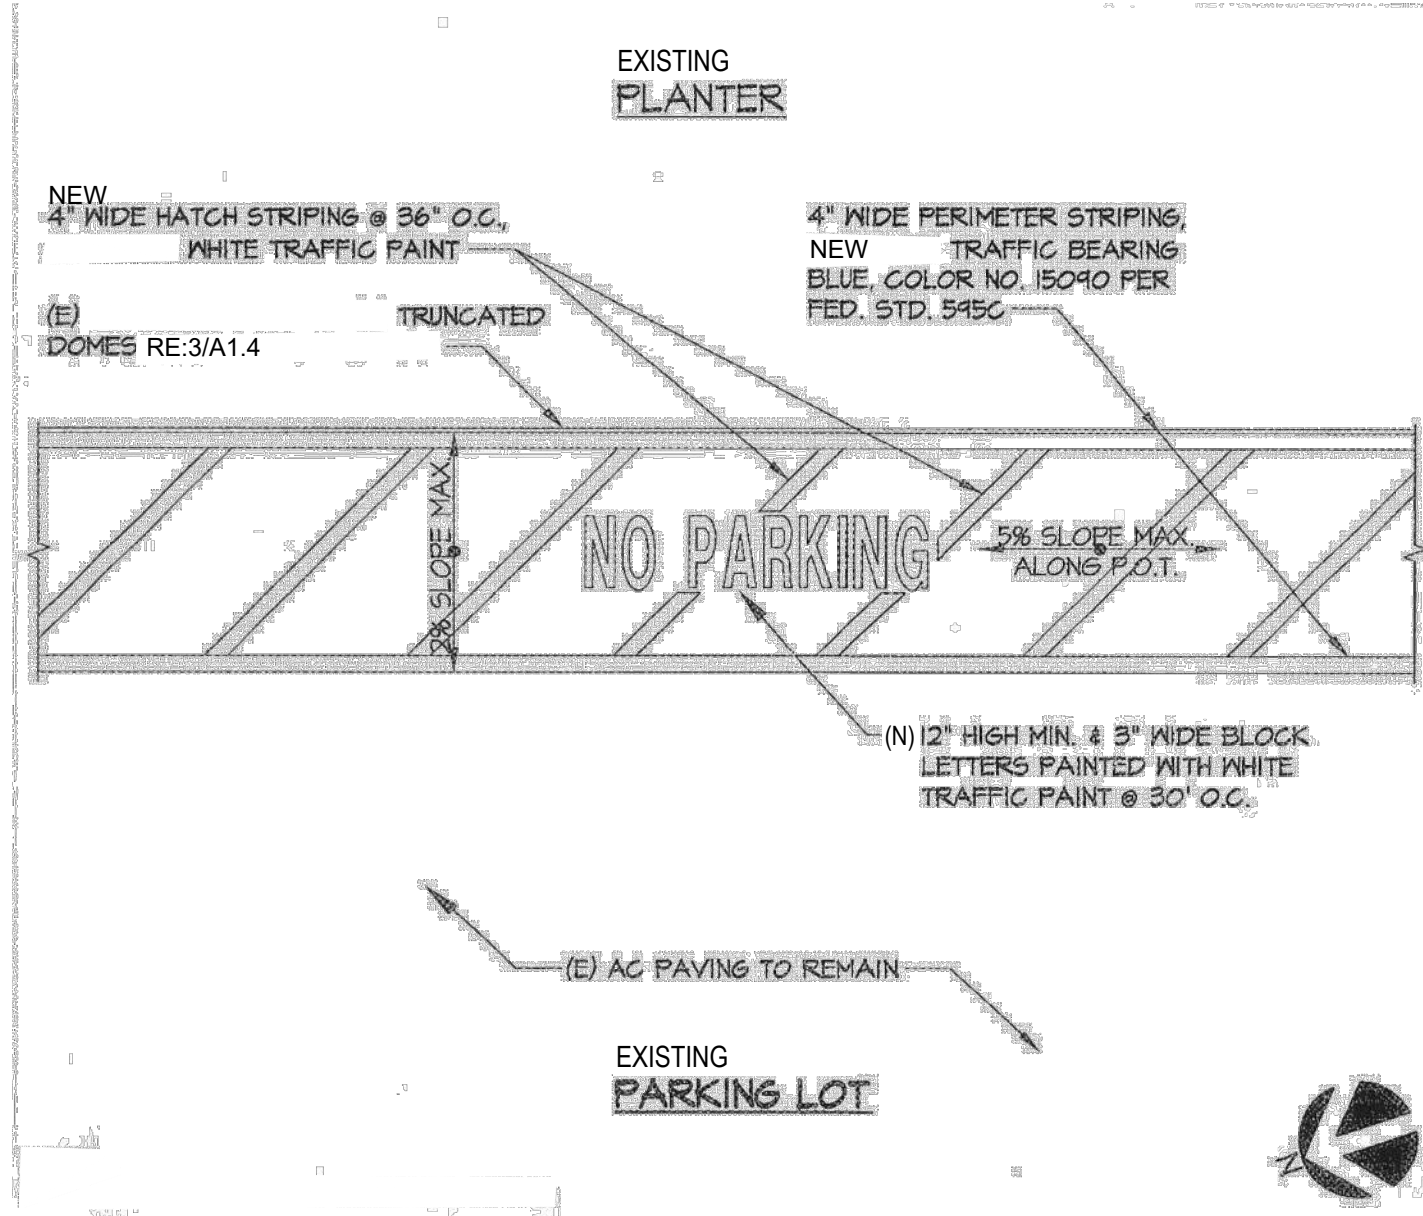 EXISTING
PLANTER
NEW
4" WIDE HATCH STRIPING @ 36" O.C.,
WHITE TRAFFIC PAINT
4" WIDE PERIMETER STRIPING,
NEW TRAFFIC BEARING
BLUE, COLOR NO. 15090 PER
FED. STD. 595C
(E) TRUNCATED
DOMES RE:3/A1.4
2% SLOPE MAX.
NO PARKING
5% SLOPE MAX.
ALONG P.O.T.
(N) 12" HIGH MIN. & 3" WIDE BLOCK
LETTERS PAINTED WITH WHITE
TRAFFIC PAINT @ 30' O.C.
(E) AC PAVING TO REMAIN
EXISTING
PARKING LOT
N